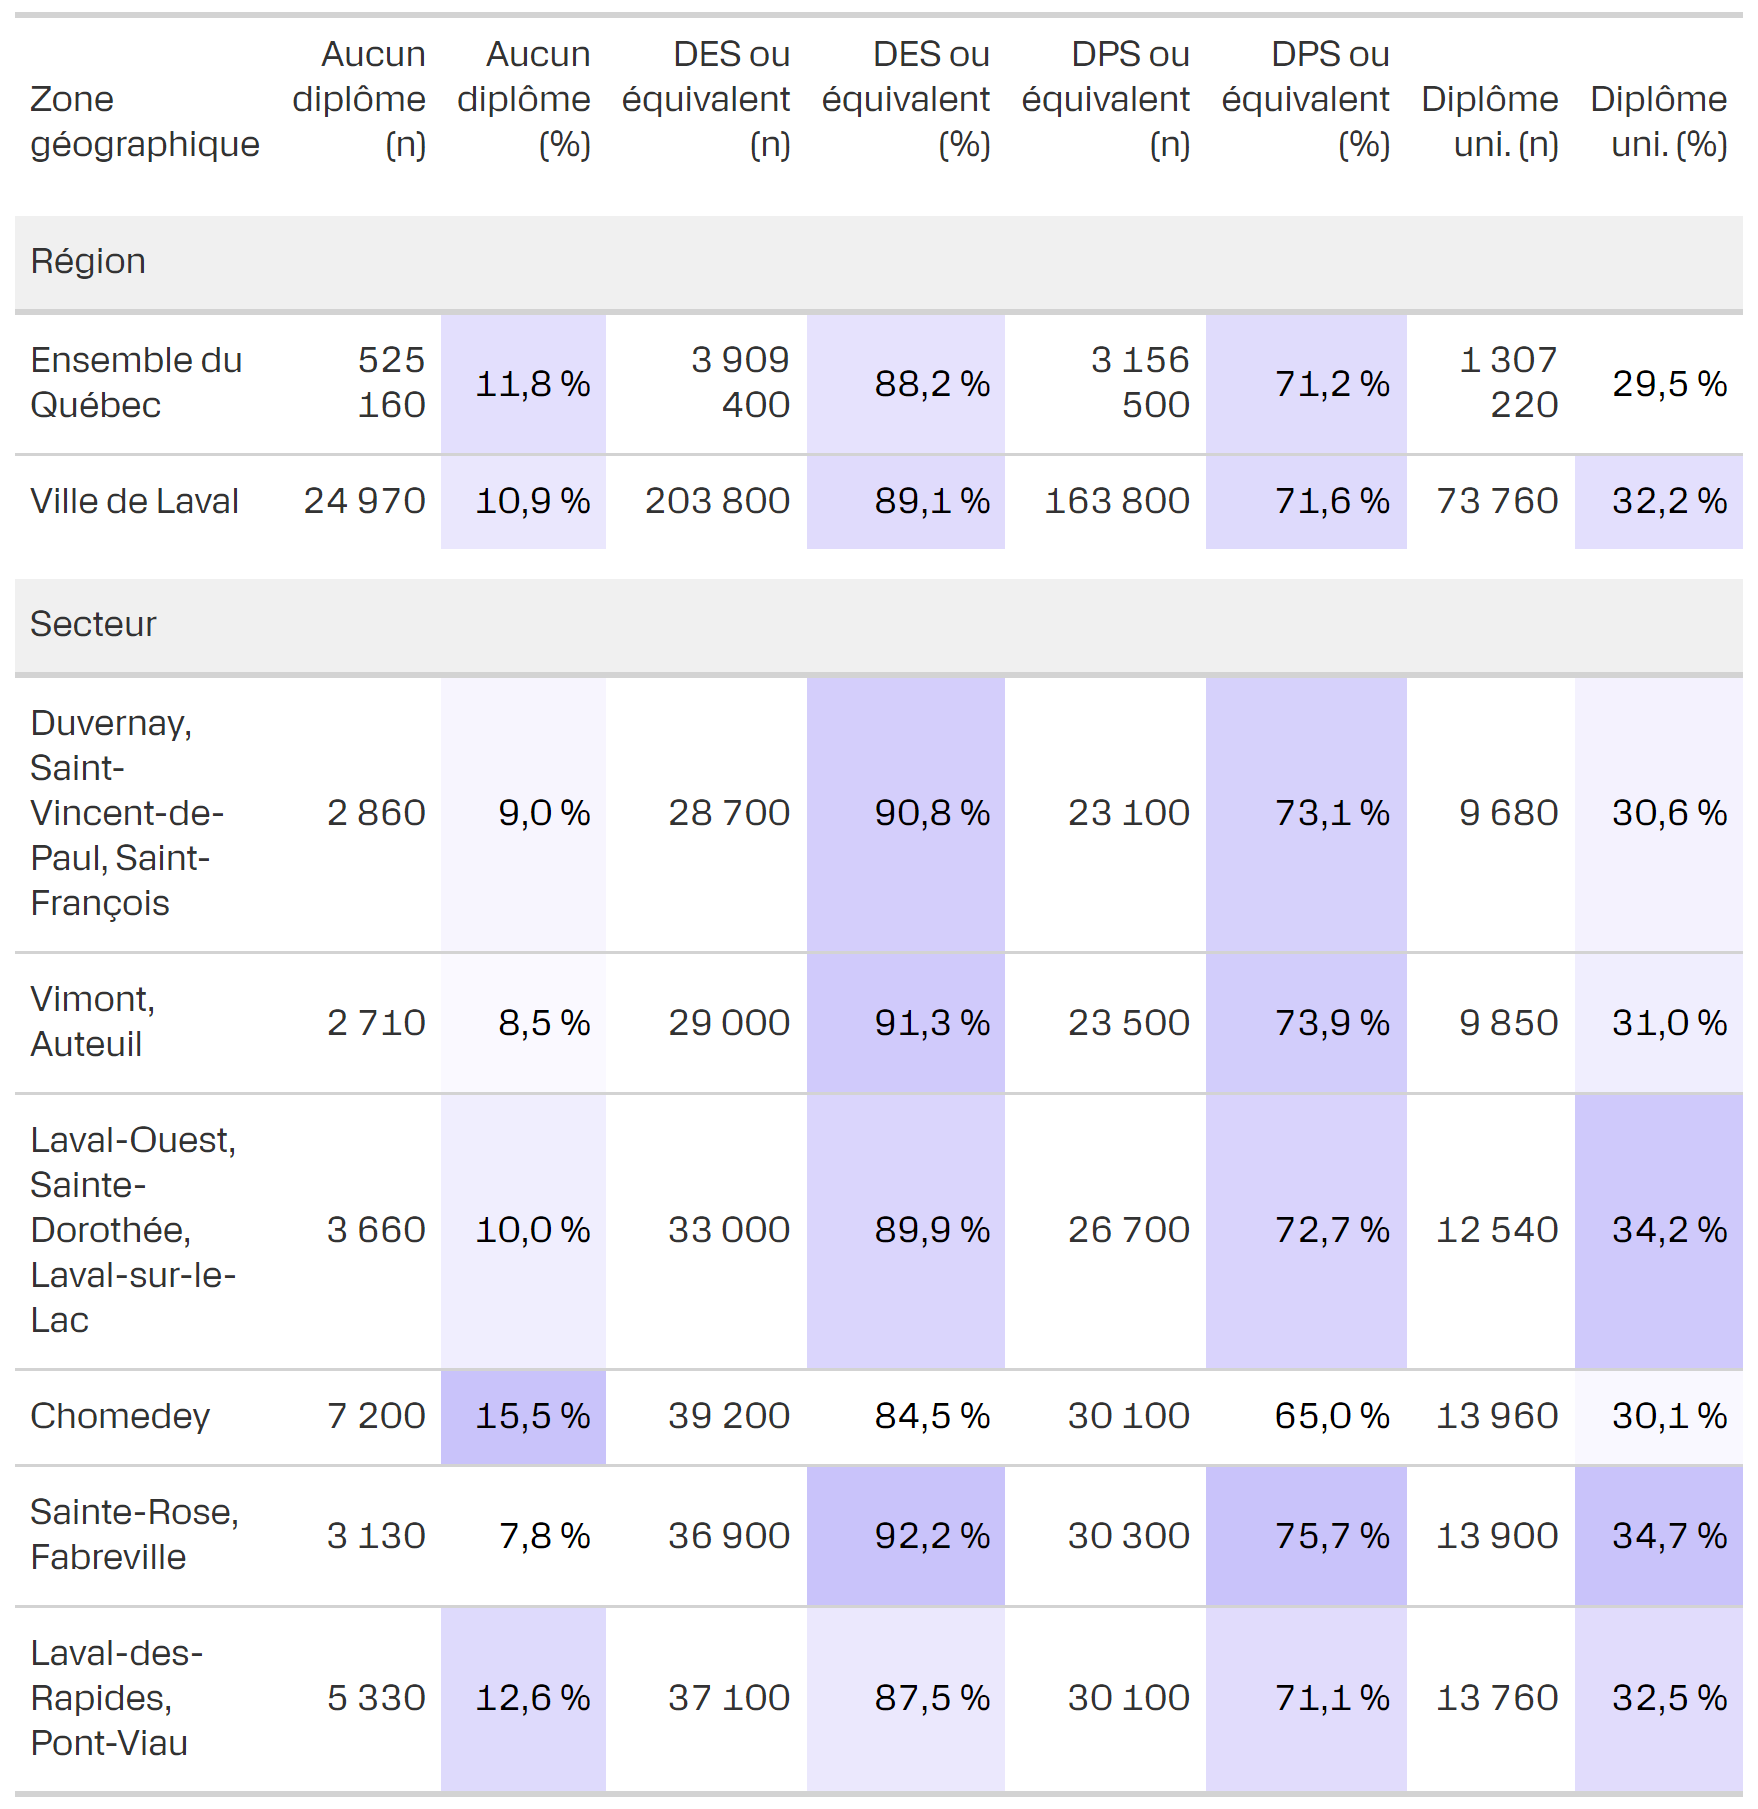 Zone géographique	Aucun diplôme (n)	Aucun diplôme (%)	DES ou équivalent (n)	DES ou équivalent (%)	DPS ou équivalent (n)	DPS ou équivalent (%)	Diplôme uni. (n)	Diplôme uni. (%)
Région
Ensemble du Québec	525 160	11,8 %	3 909 400	88,2 %	3 156 500	71,2 %	1 307 220	29,5 %
Ville de Laval	24 970	10,9 %	203 800	89,1 %	163 800	71,6 %	73 760	32,2 %
Secteur
Duvernay, Saint-Vincent-de-Paul, Saint-François	2 860	9,0 %	28 700	90,8 %	23 100	73,1 %	9 680	30,6 %
Vimont, Auteuil	2 710	8,5 %	29 000	91,3 %	23 500	73,9 %	9 850	31,0 %
Laval-Ouest, Sainte-Dorothée, Laval-sur-le-Lac	3 660	10,0 %	33 000	89,9 %	26 700	72,7 %	12 540	34,2 %
Chomedey	7 200	15,5 %	39 200	84,5 %	30 100	65,0 %	13 960	30,1 %
Sainte-Rose, Fabreville	3 130	7,8 %	36 900	92,2 %	30 300	75,7 %	13 900	34,7 %
Laval-des-Rapides, Pont-Viau	5 330	12,6 %	37 100	87,5 %	30 100	71,1 %	13 760	32,5 %